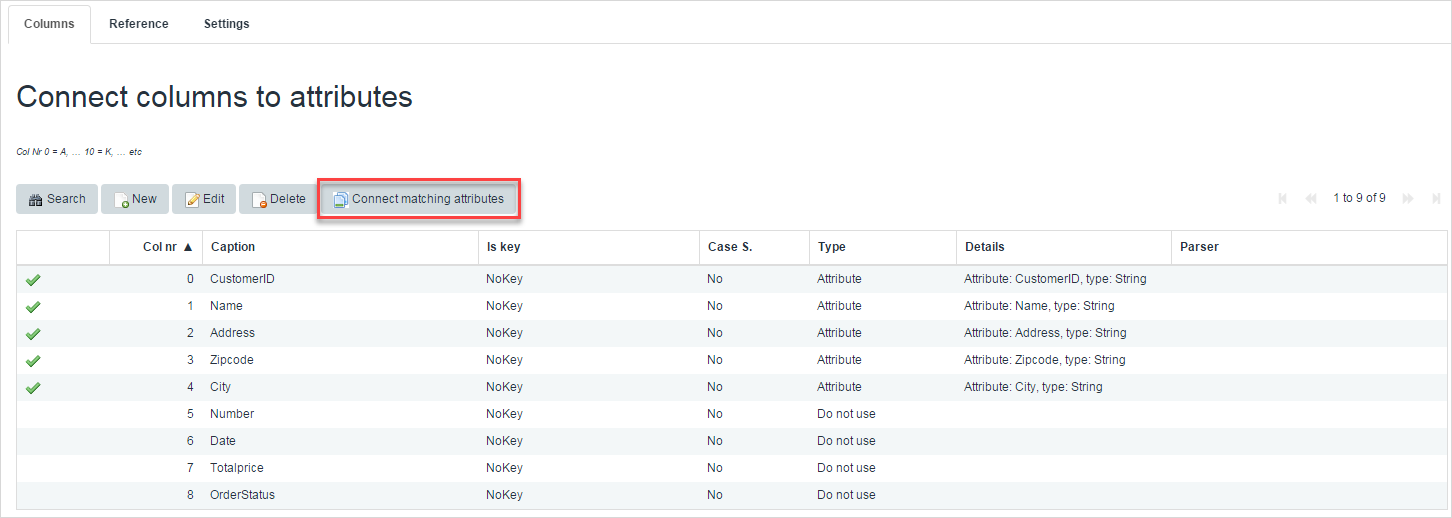 Columns Reference Settings
Connect columns to attributes
Col Nr 0 = A, ... 10 = K, ... etc
Search New Edit Delete Connect matching attributes 1 to 9 of 9
Col nr ▲ Caption Is key Case S. Type Details Parser
0 CustomerID NoKey No Attribute Attribute: CustomerID, type: String
1 Name NoKey No Attribute Attribute: Name, type: String
2 Address NoKey No Attribute Attribute: Address, type: String
3 Zipcode NoKey No Attribute Attribute: Zipcode, type: String
4 City NoKey No Attribute Attribute: City, type: String
5 Number NoKey No Do not use
6 Date NoKey No Do not use
7 Totalprice NoKey No Do not use
8 OrderStatus NoKey No Do not use